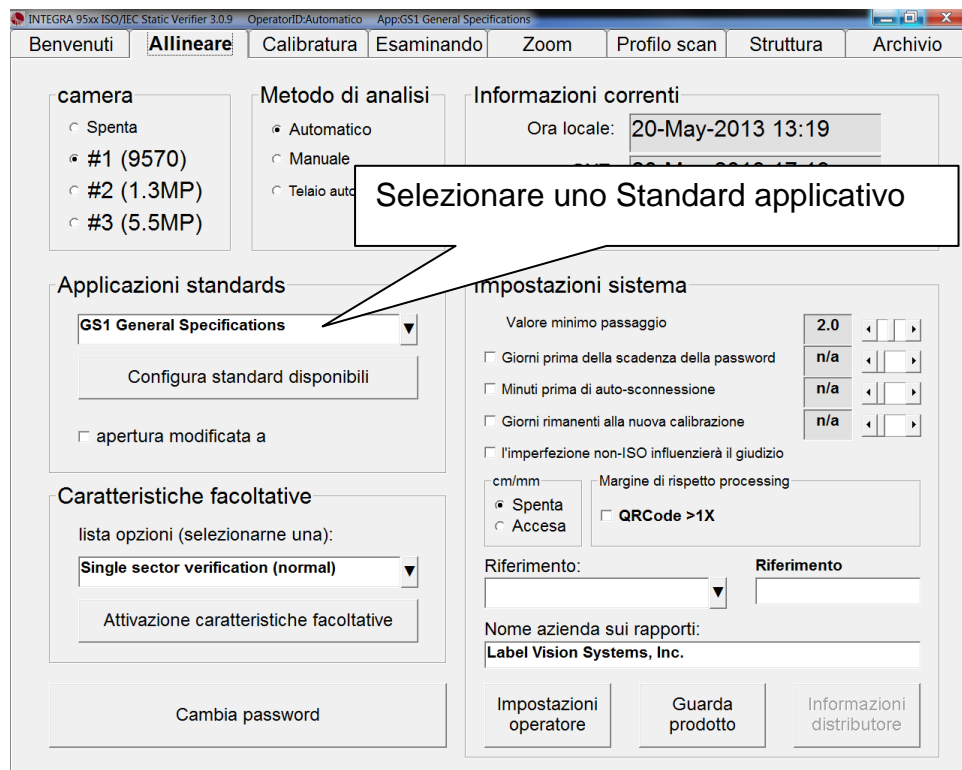 INTEGRA 95xx ISO/IEC Static Verifier 3.0.9 OperatorID:Automatico App:GS1 General Specifications
Benvenuti Allineare Calibratura Esaminando Zoom Profilo scan Struttura Archivio
camera
Spenta
#1 (9570)
#2 (1.3MP)
#3 (5.5MP)
Metodo di analisi
Automatico
Manuale
Telaio auto
Informazioni correnti
Ora locale: 20-May-2013 13:19
Selezionare uno Standard applicativo
Applicazioni standards
GS1 General Specifications
Configura standard disponibili
apertura modificata a
Caratteristiche facoltative
lista opzioni (selezionarne una):
Single sector verification (normal)
Attivazione caratteristiche facoltative
Cambia password
Impostazioni sistema
Valore minimo passaggio 2.0
Giorni prima della scadenza della password n/a
Minuti prima di auto-sconnessione n/a
Giorni rimanenti alla nuova calibrazione n/a
l'imperfezione non-ISO influenzierà il giudizio
cm/mm
Spenta
Accesa
Margine di rispetto processing
QRCode >1X
Riferimento: Riferimento
Nome azienda sui rapporti:
Label Vision Systems, Inc.
Impostazioni operatore
Guarda prodotto
Informazioni distributore